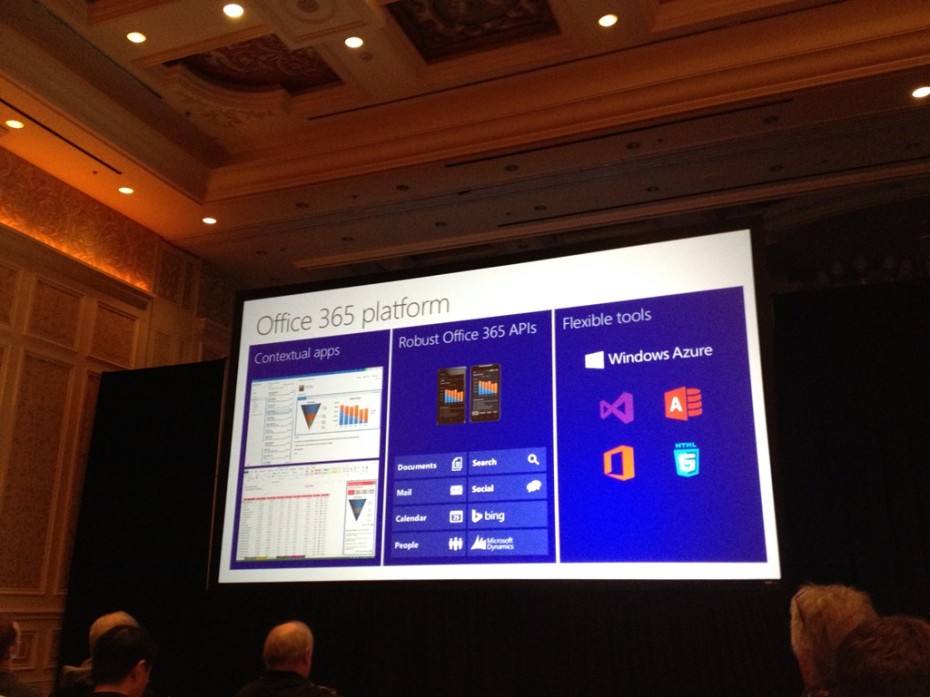 Office 365 platform
Contextual apps
Robust Office 365 APIs
Documents
Search
Mail
Social
Calendar
bing
People
Microsoft
Dynamics
Flexible tools
Windows Azure
A
HTML
5